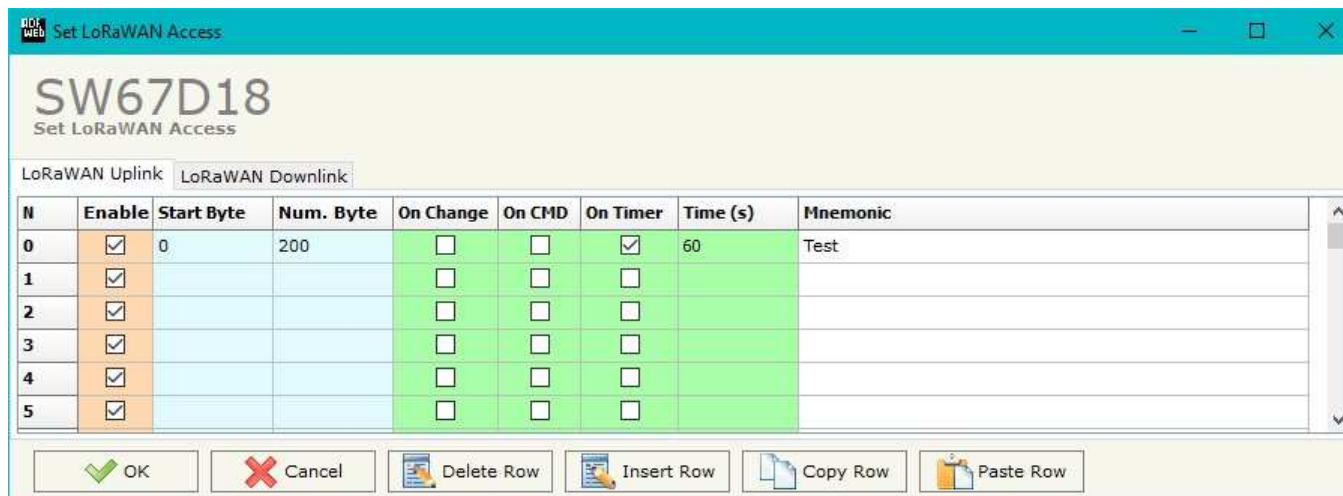 ADF WEB Set LoRaWAN Access
SW67D18
Set LoRaWAN Access
LoRaWAN Uplink LoRaWAN Downlink
N Enable Start Byte Num. Byte On Change On CMD On Timer Time (s) Mnemonic
0 0 200 60 Test
1
2
3
4
5
OK Cancel Delete Row Insert Row Copy Row Paste Row